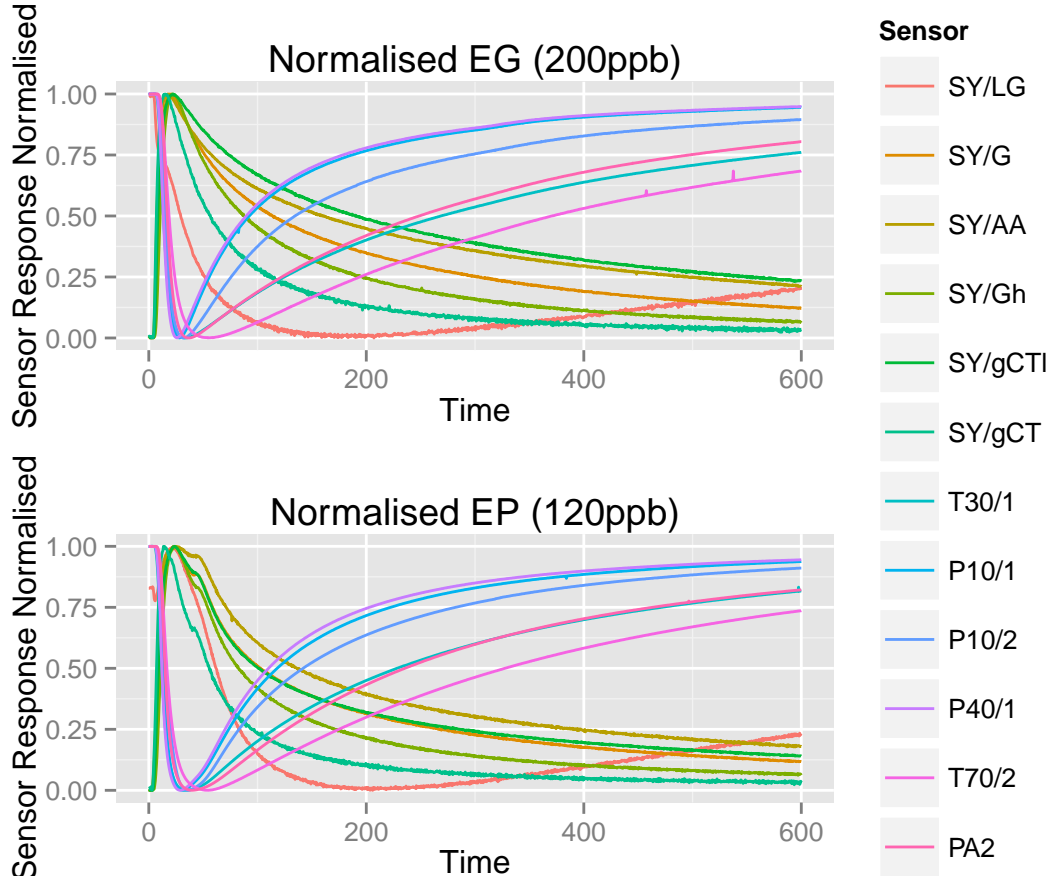 Normalised EG (200ppb)
Sensor Response Normalised
1.00
0.75
0.50
0.25
0.00
0
200
400
600
Time
Normalised EP (120ppb)
Sensor Response Normalised
1.00
0.75
0.50
0.25
0.00
0
200
400
600
Time
Sensor
SY/LG
SY/G
SY/AA
SY/Gh
SY/gCTl
SY/gCT
T30/1
P10/1
P10/2
P40/1
T70/2
PA2